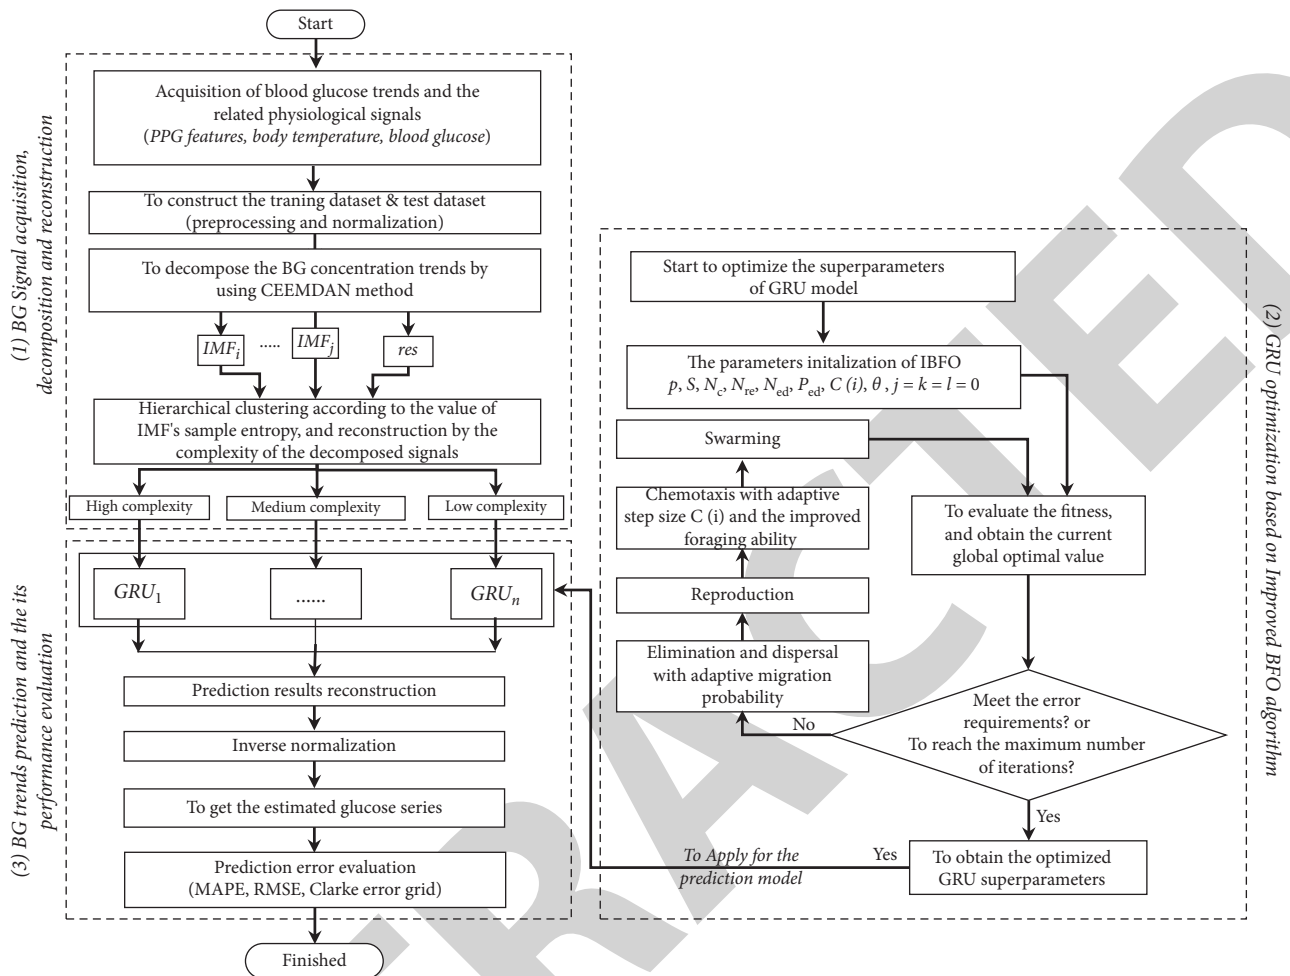 Start
(1) BG Signal acquisition,
decomposition and reconstruction
Acquisition of blood glucose trends and the
related physiological signals
(PPG features, body temperature, blood glucose)
To construct the traning dataset & test dataset
(preprocessing and normalization)
To decompose the BG concentration trends by
using CEEMDAN method
IMF_i ..... IMF_j res
Hierarchical clustering according to the value of
IMF's sample entropy, and reconstruction by the
complexity of the decomposed signals
High complexity Medium complexity Low complexity
(3) BG trends prediction and the its
performance evaluation
GRU_1 ...... GRU_n
Prediction results reconstruction
Inverse normalization
To get the estimated glucose series
Prediction error evaluation
(MAPE, RMSE, Clarke error grid)
Finished
(2) GRU optimization based on Improved BFO algorithm
Start to optimize the superparameters
of GRU model
The parameters initalization of IBFO
p, S, N_c, N_re, N_ed, P_ed, C (i), θ , j = k = l = 0
Swarming
Chemotaxis with adaptive
step size C (i) and the improved
foraging ability
Reproduction
Elimination and dispersal
with adaptive migration
probability
To evaluate the fitness,
and obtain the current
global optimal value
Meet the error
requirements? or
To reach the maximum number
of iterations?
No
Yes
To obtain the optimized
GRU superparameters
Yes
To Apply for the
prediction model
TRACTED